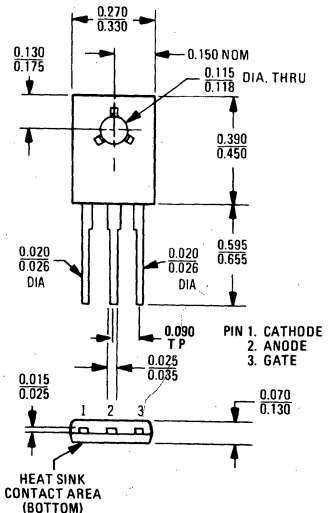 0.270
0.330
0.130
0.175
0.150 NOM
0.115
0.118
DIA. THRU
0.390
0.450
0.020
0.026
DIA
0.020
0.026
DIA
0.595
0.655
0.090
T P
0.025
0.035
PIN 1. CATHODE
2. ANODE
3. GATE
0.015
0.025
1 2 3
0.070
0.130
HEAT SINK
CONTACT AREA
(BOTTOM)